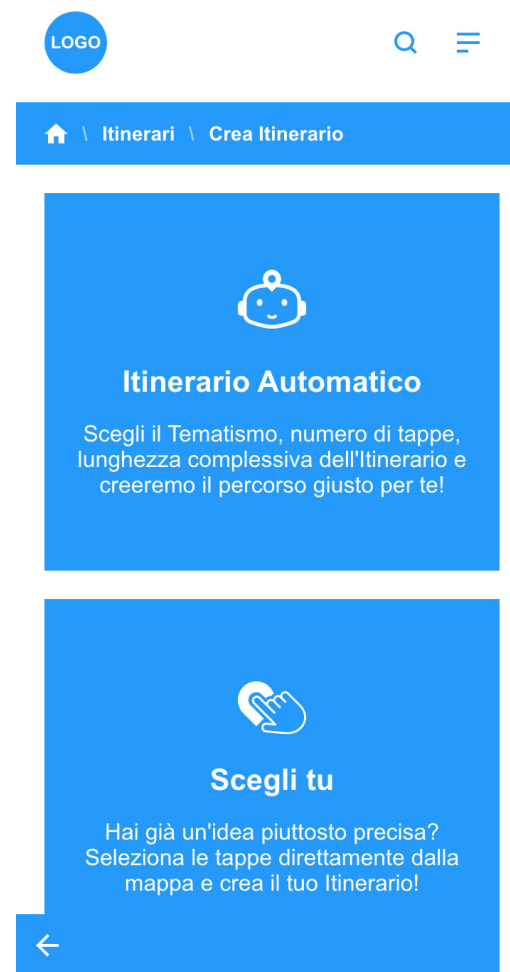 LOGO
\ Itinerari \ Crea Itinerario
Itinerario Automatico
Scegli il Tematismo, numero di tappe,
lunghezza complessiva dell'Itinerario e
creeremo il percorso giusto per te!
Scegli tu
Hai già un'idea piuttosto precisa?
Seleziona le tappe direttamente dalla
mappa e crea il tuo Itinerario!